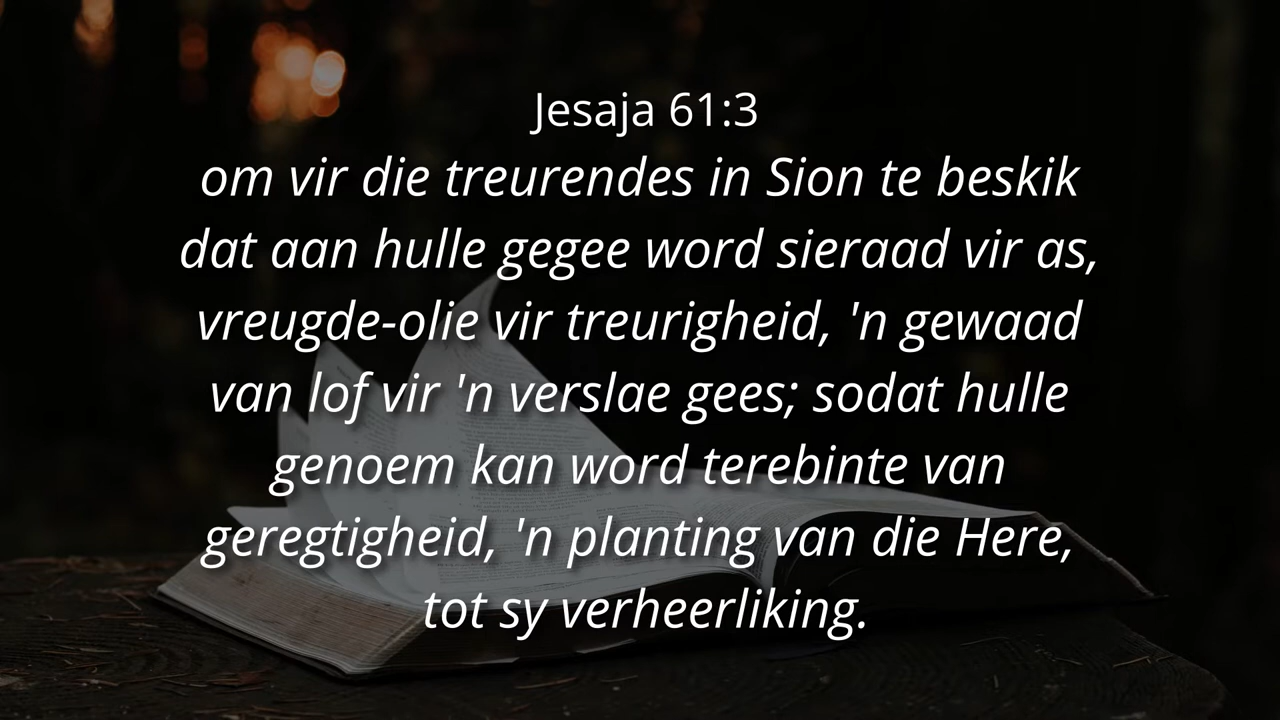 Jesaja 61:3
om vir die treurendes in Sion te beskik
dat aan hulle gegee word sieraad vir as,
vreugde-olie vir treurigheid, 'n gewaad
van lof vir 'n verslae gees; sodat hulle
genoem kan word terebinte van
geregtigheid, 'n planting van die Here,
tot sy verheerliking.